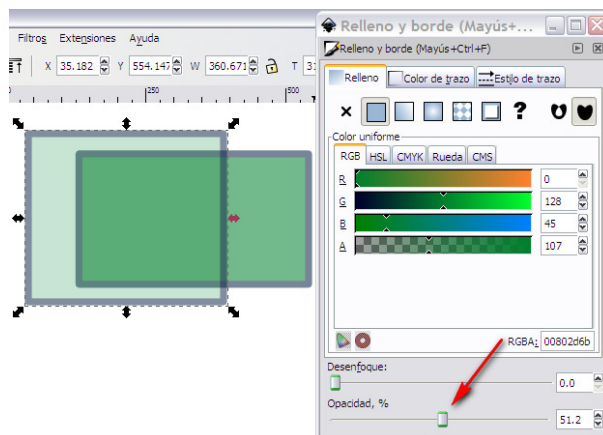 Relleno y borde (Mayús+...
Filtros Extensiones Ayuda
Relleno y borde (Mayús+Ctrl+F)
X 35.182 Y 554.147 W 360.671 T 31
Relleno Color de trazo Estilo de trazo
250 500
Color uniforme
RGB HSL CMYK Rueda CMS
R 0
G 128
B 45
A 107
RGBA: 00802d6b
Desenfoque:
0.0
Opacidad, %
51.2